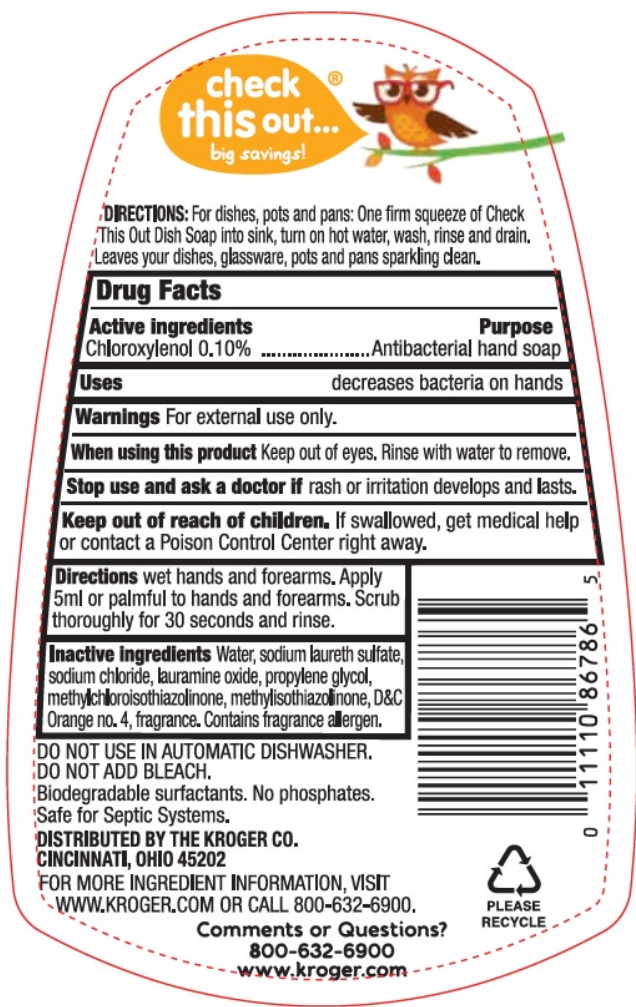 check
this out... ®
big savings!
DIRECTIONS: For dishes, pots and pans: One firm squeeze of Check
This Out Dish Soap into sink, turn on hot water, wash, rinse and drain.
Leaves your dishes, glassware, pots and pans sparkling clean.
Drug Facts
Active ingredients Purpose
Chloroxylenol 0.10% ......................Antibacterial hand soap
Uses decreases bacteria on hands
Warnings For external use only.
When using this product Keep out of eyes. Rinse with water to remove.
Stop use and ask a doctor if rash or irritation develops and lasts.
Keep out of reach of children. If swallowed, get medical help
or contact a Poison Control Center right away.
Directions wet hands and forearms. Apply
5ml or palmful to hands and forearms. Scrub
thoroughly for 30 seconds and rinse.
Inactive ingredients Water, sodium laureth sulfate,
sodium chloride, lauramine oxide, propylene glycol,
methylchloroisothiazolinone, methylisothiazolinone, D&C
Orange no. 4, fragrance. Contains fragrance allergen.
0 11110 86786 5
DO NOT USE IN AUTOMATIC DISHWASHER.
DO NOT ADD BLEACH.
Biodegradable surfactants. No phosphates.
Safe for Septic Systems.
DISTRIBUTED BY THE KROGER CO.
CINCINNATI, OHIO 45202
FOR MORE INGREDIENT INFORMATION, VISIT
WWW.KROGER.COM OR CALL 800-632-6900.
PLEASE
RECYCLE
Comments or Questions?
800-632-6900
www.kroger.com